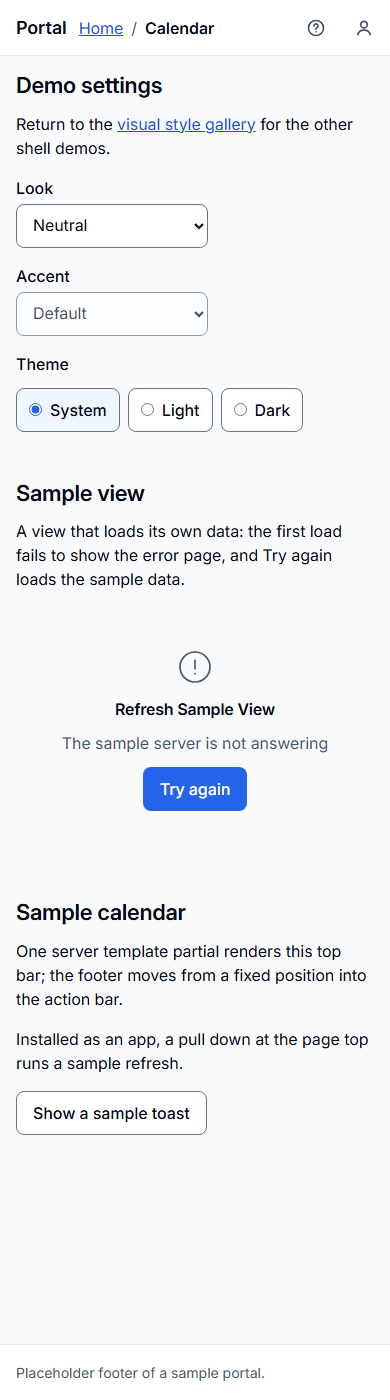 Portal Home / Calendar
Demo settings
Return to the visual style gallery for the other
shell demos.
Look
Neutral
Accent
Default
Theme
System Light Dark
Sample view
A view that loads its own data: the first load
fails to show the error page, and Try again
loads the sample data.
Refresh Sample View
The sample server is not answering
Try again
Sample calendar
One server template partial renders this top
bar; the footer moves from a fixed position into
the action bar.
Installed as an app, a pull down at the page top
runs a sample refresh.
Show a sample toast
Placeholder footer of a sample portal.